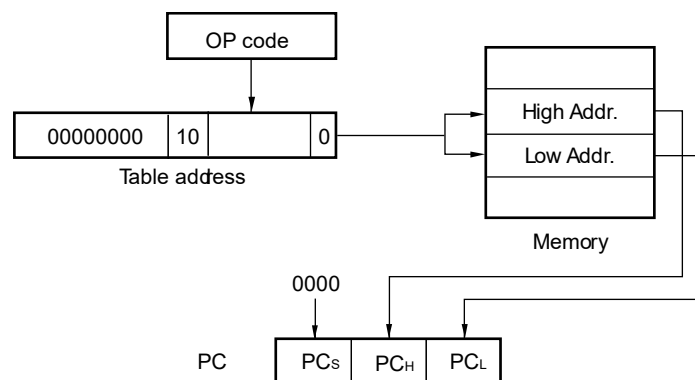 OP code
00000000 10 0
High Addr.
Low Addr.
Table address
Memory
0000
PC PCS PCH PCL